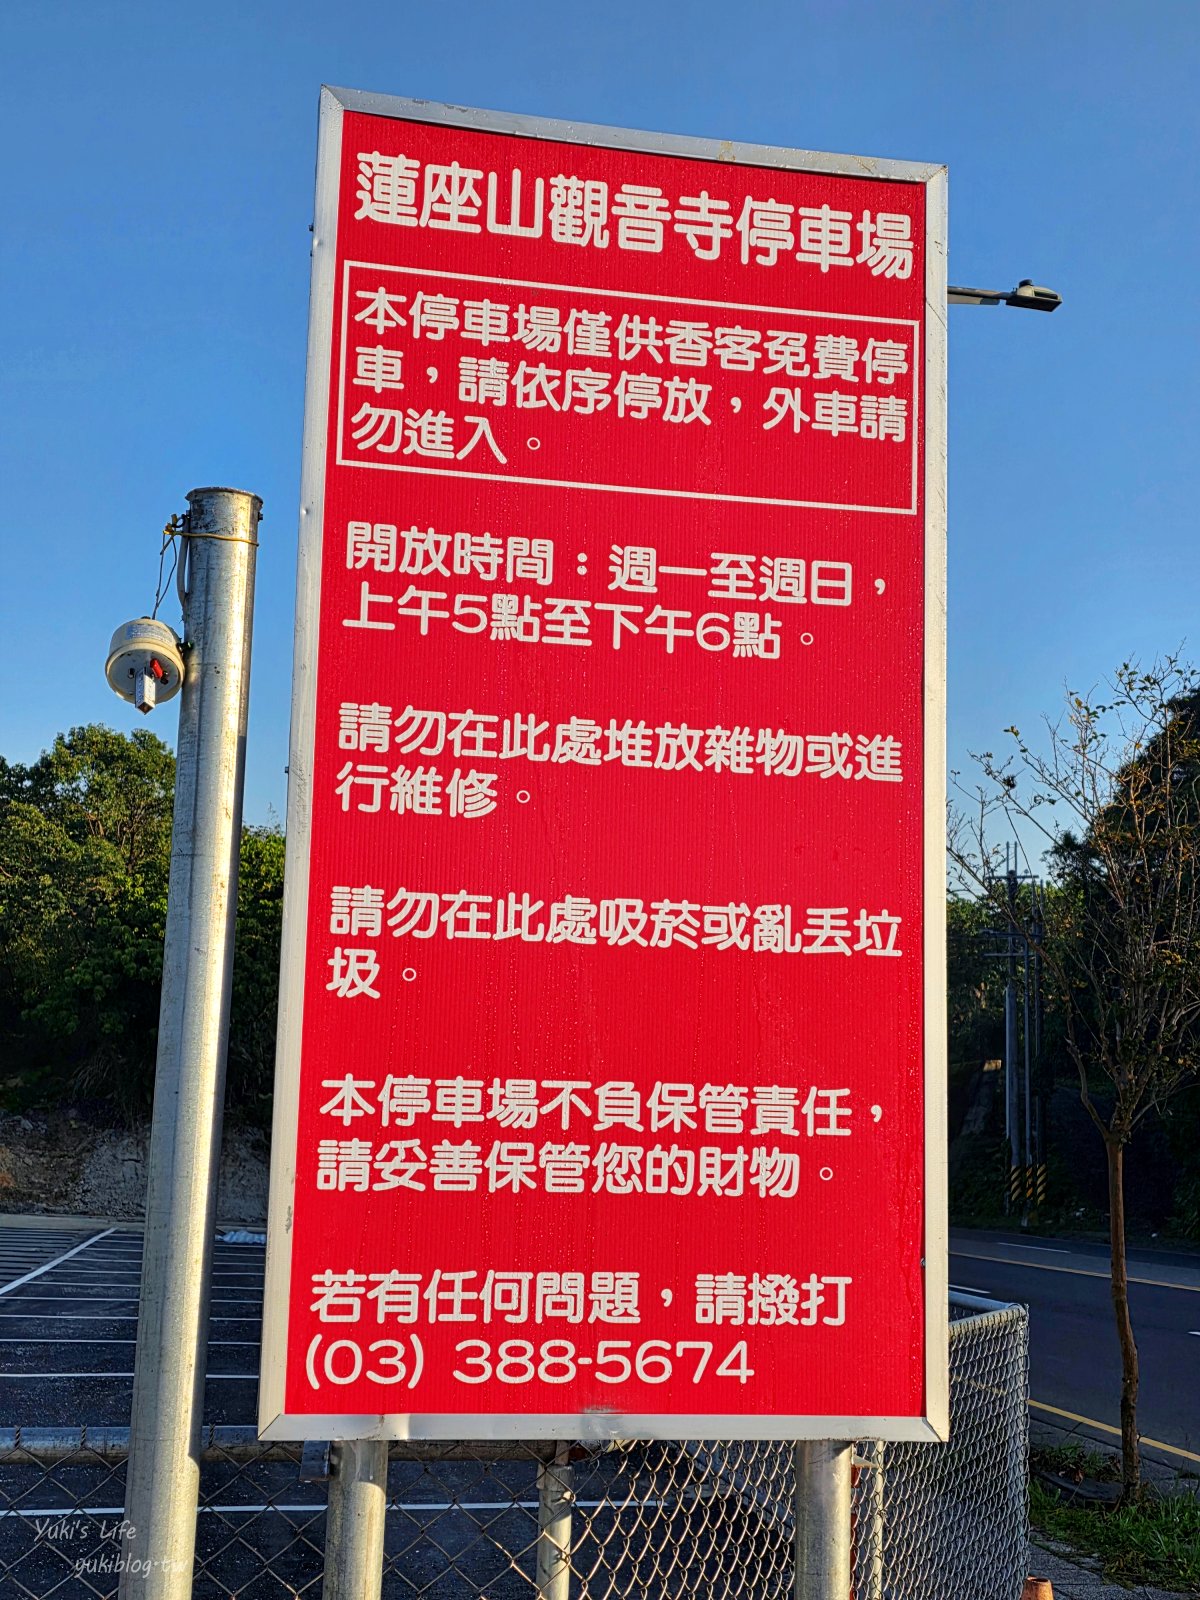 蓮座山觀音寺停車場
本停車場僅供香客免費停
車，請依序停放，外車請
勿進入。
開放時間：週一至週日，
上午5點至下午6點。
請勿在此處堆放雜物或進
行維修。
請勿在此處吸菸或亂丟垃
圾。
本停車場不負保管責任，
請妥善保管您的財物。
若有任何問題，請撥打
(03) 388-5674
Yuki's Life
yukiblog.tw